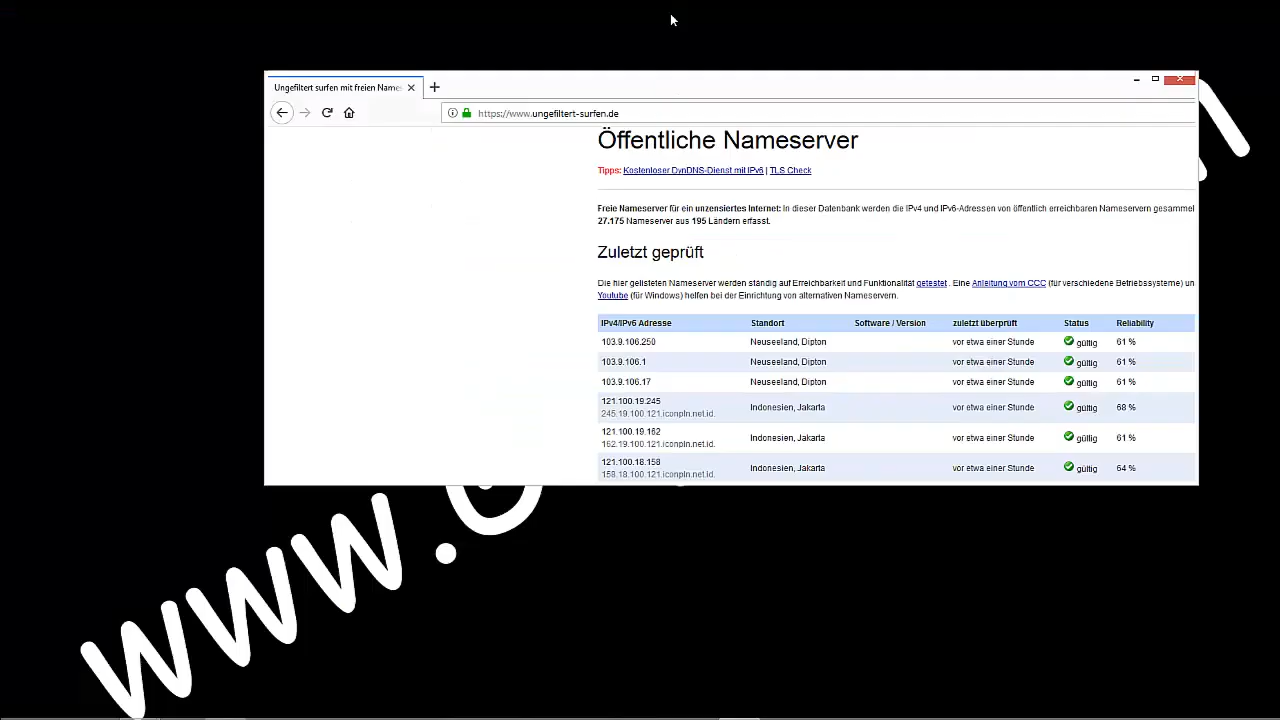 Ungefiltert surfen mit freien Names
https://www.ungefiltert-surfen.de
Öffentliche Nameserver
Tipps: Kostenloser DynDNS-Dienst mit IPv6 | TLS Check
Freie Nameserver für ein unzensiertes Internet: In dieser Datenbank werden die IPv4 und IPv6-Adressen von öffentlich erreichbaren Nameservern gesammel
27.175 Nameserver aus 195 Ländern erfasst.
Zuletzt geprüft
Die hier gelisteten Nameserver werden ständig auf Erreichbarkeit und Funktionalität getestet . Eine Anleitung vom CCC (für verschiedene Betriebssysteme) un
Youtube (für Windows) helfen bei der Einrichtung von alternativen Nameservern.
IPv4/IPv6 Adresse Standort Software / Version zuletzt überprüft Status Reliability
103.9.106.250 Neuseeland, Dipton vor etwa einer Stunde gültig 61 %
103.9.106.1 Neuseeland, Dipton vor etwa einer Stunde gültig 61 %
103.9.106.17 Neuseeland, Dipton vor etwa einer Stunde gültig 61 %
121.100.19.245
245.19.100.121.iconpln.net.id. Indonesien, Jakarta vor etwa einer Stunde gültig 68 %
121.100.19.162
162.19.100.121.iconpln.net.id. Indonesien, Jakarta vor etwa einer Stunde gültig 61 %
121.100.18.158
158.18.100.121.iconpln.net.id. Indonesien, Jakarta vor etwa einer Stunde gültig 64 %
www.